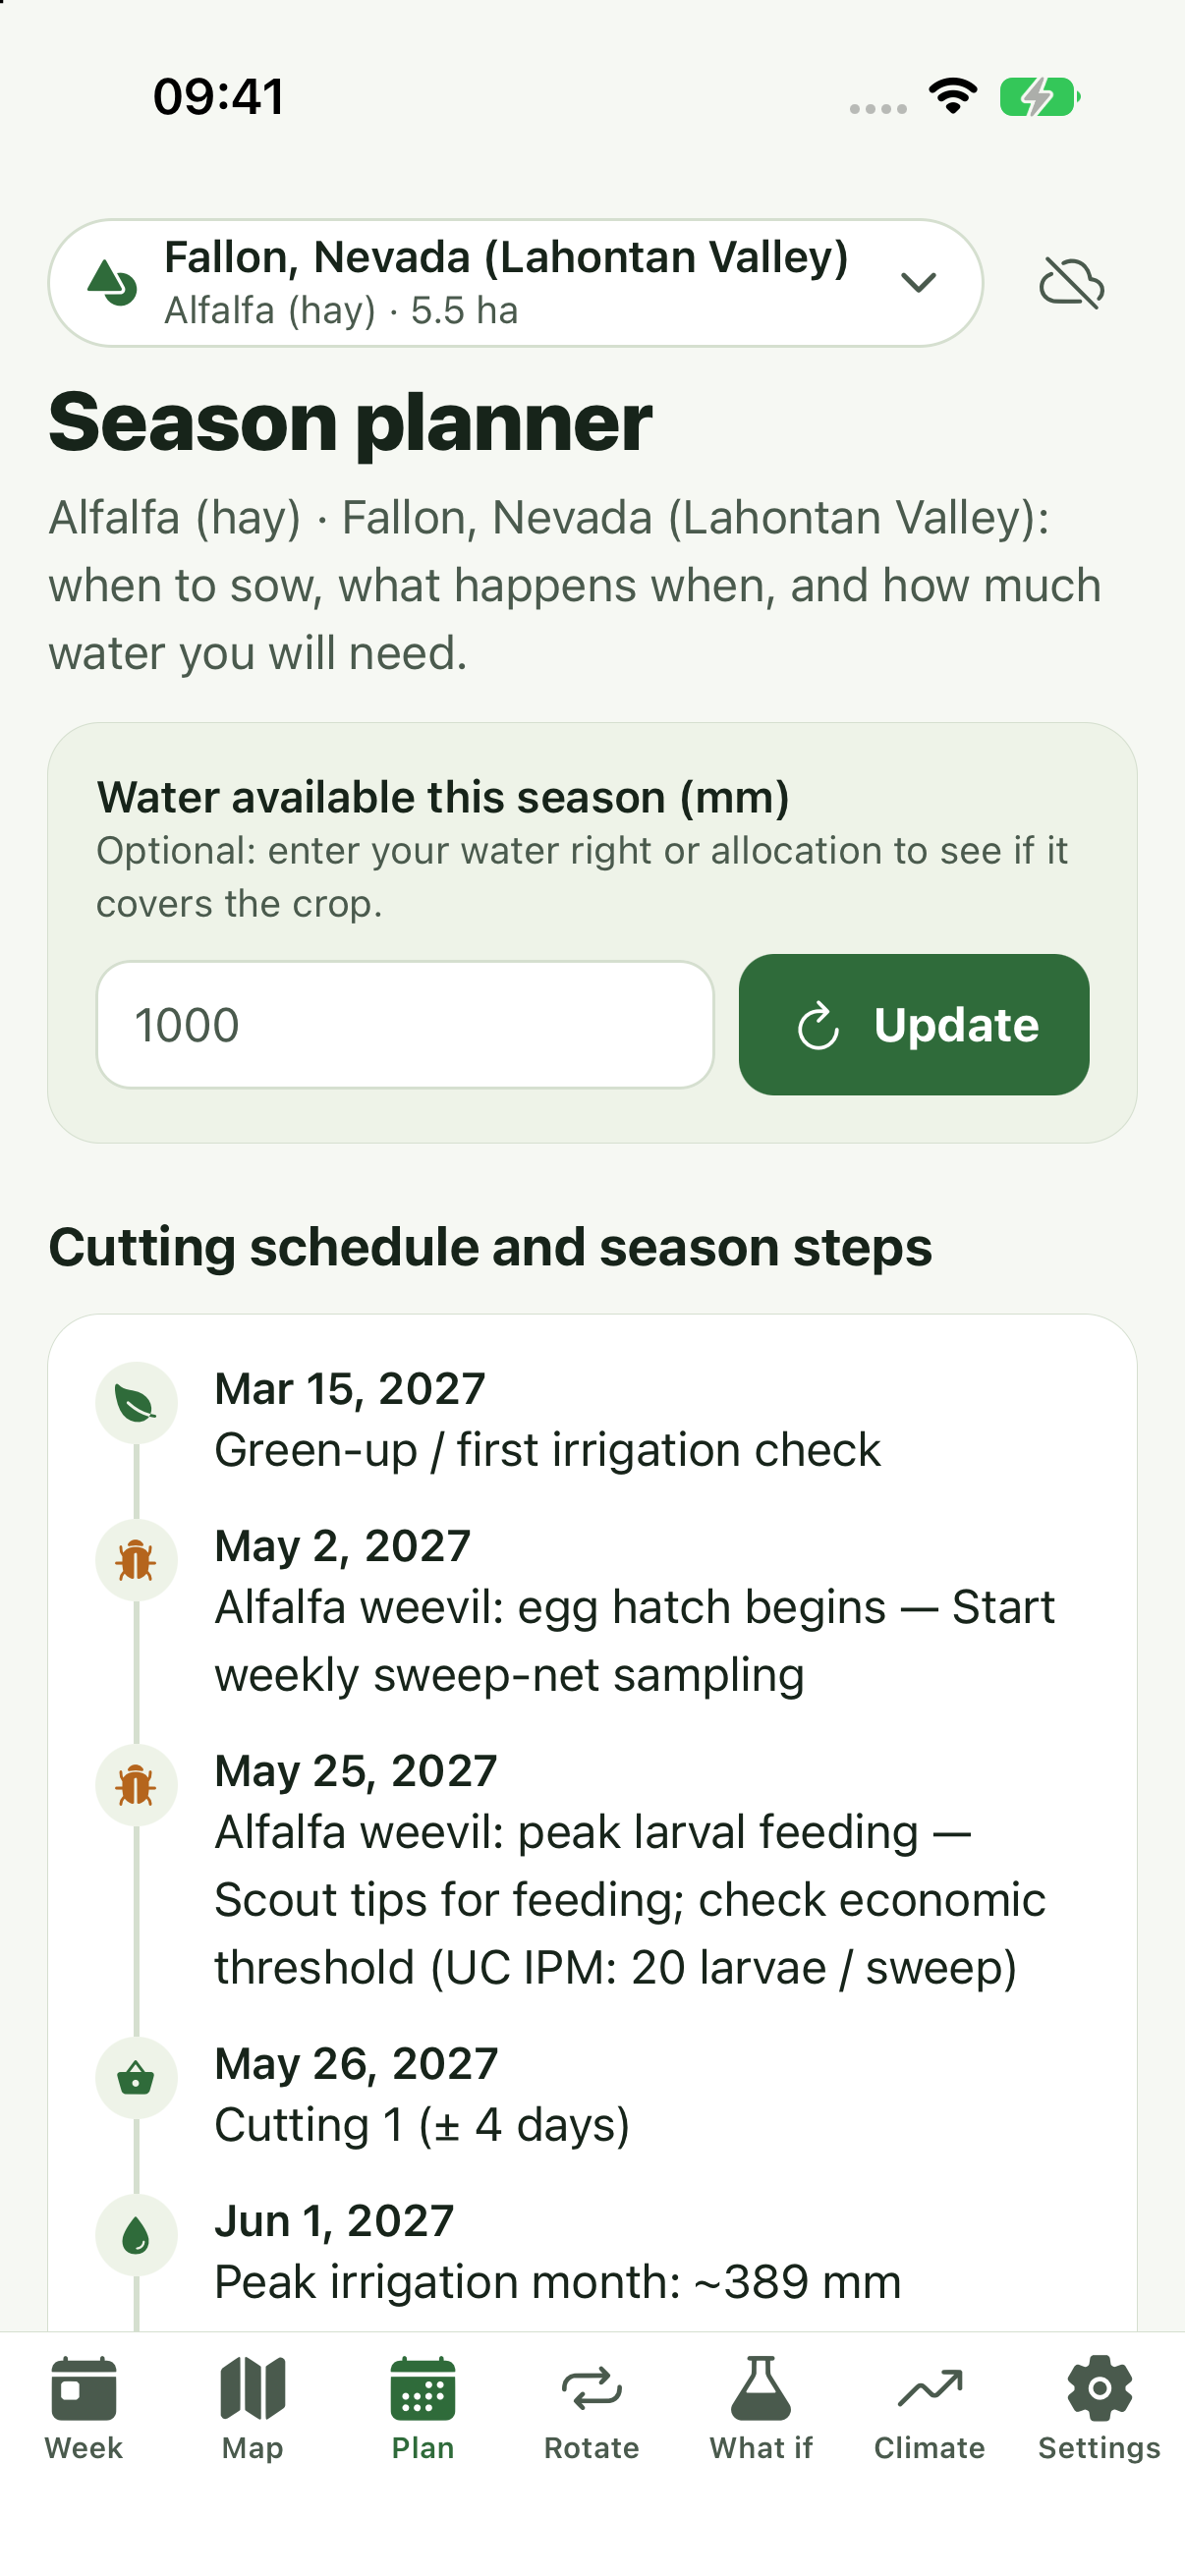 09:41
Fallon, Nevada (Lahontan Valley)
Alfalfa (hay) · 5.5 ha
Season planner
Alfalfa (hay) · Fallon, Nevada (Lahontan Valley):
when to sow, what happens when, and how much
water you will need.
Water available this season (mm)
Optional: enter your water right or allocation to see if it
covers the crop.
1000
Update
Cutting schedule and season steps
Mar 15, 2027
Green-up / first irrigation check
May 2, 2027
Alfalfa weevil: egg hatch begins — Start
weekly sweep-net sampling
May 25, 2027
Alfalfa weevil: peak larval feeding —
Scout tips for feeding; check economic
threshold (UC IPM: 20 larvae / sweep)
May 26, 2027
Cutting 1 (± 4 days)
Jun 1, 2027
Peak irrigation month: ~389 mm
Week
Map
Plan
Rotate
What if
Climate
Settings